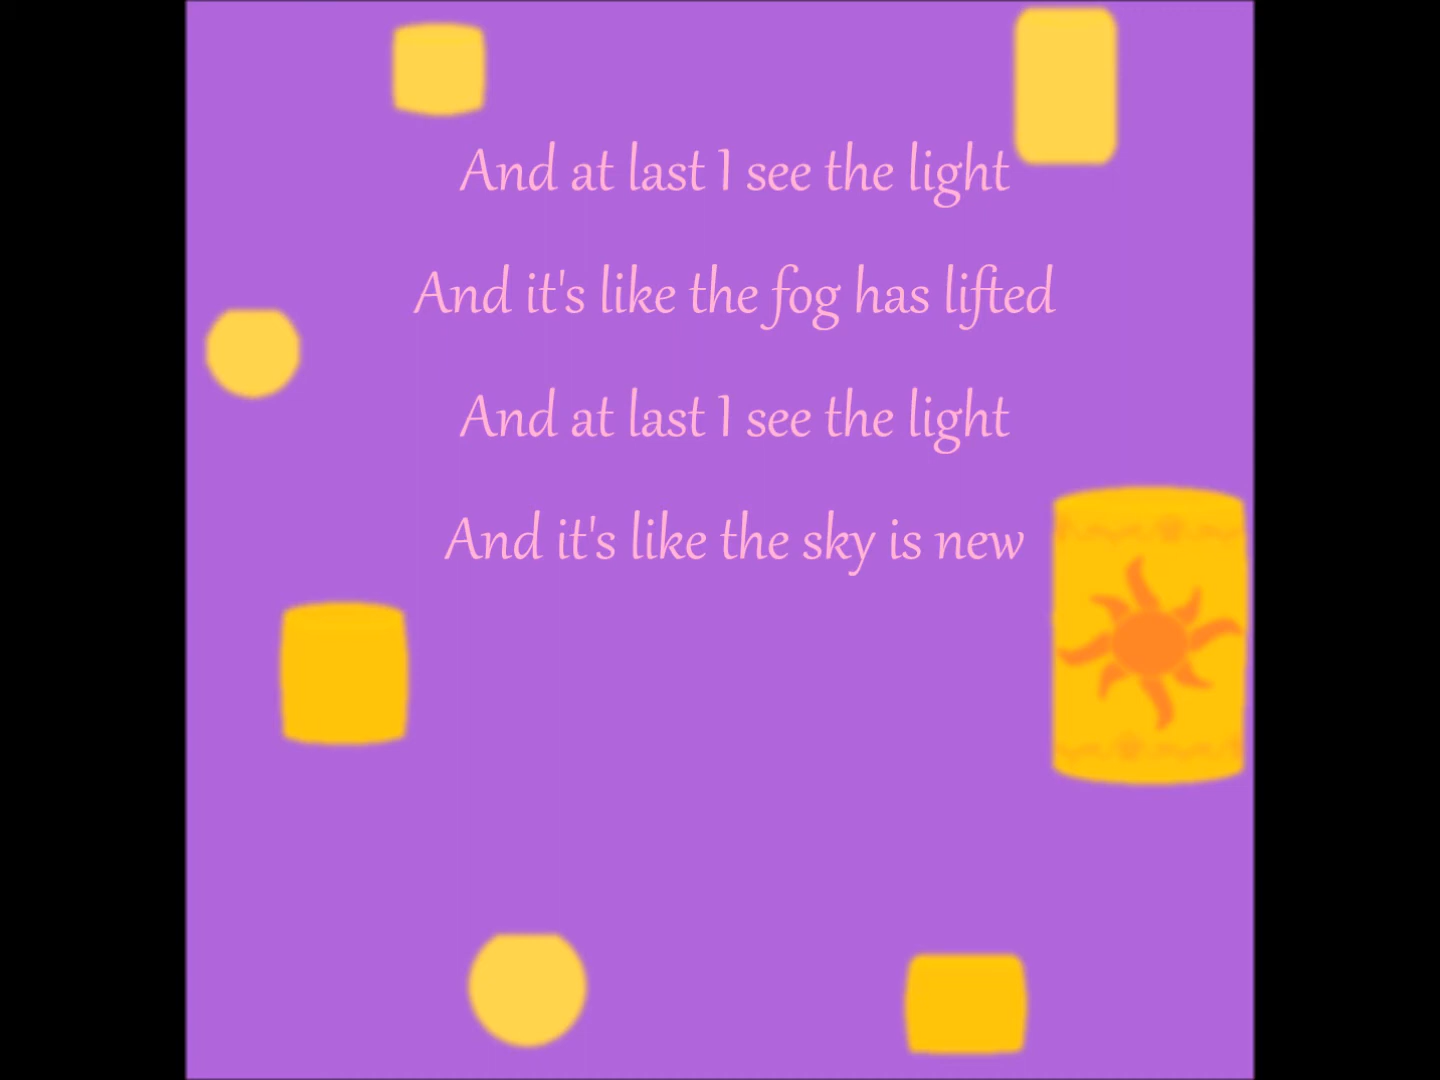 And at last I see the light
And it's like the fog has lifted
And at last I see the light
And it's like the sky is new